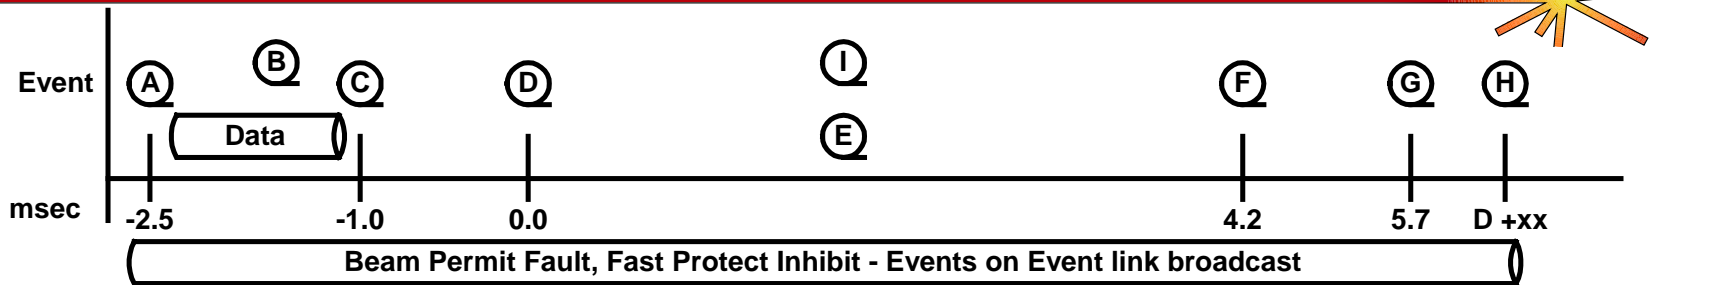 Event
A
B
C
D
I
F
G
H
Data
E
msec
-2.5
-1.0
0.0
4.2
5.7
D +xx
Beam Permit Fault, Fast Protect Inhibit - Events on Event link broadcast